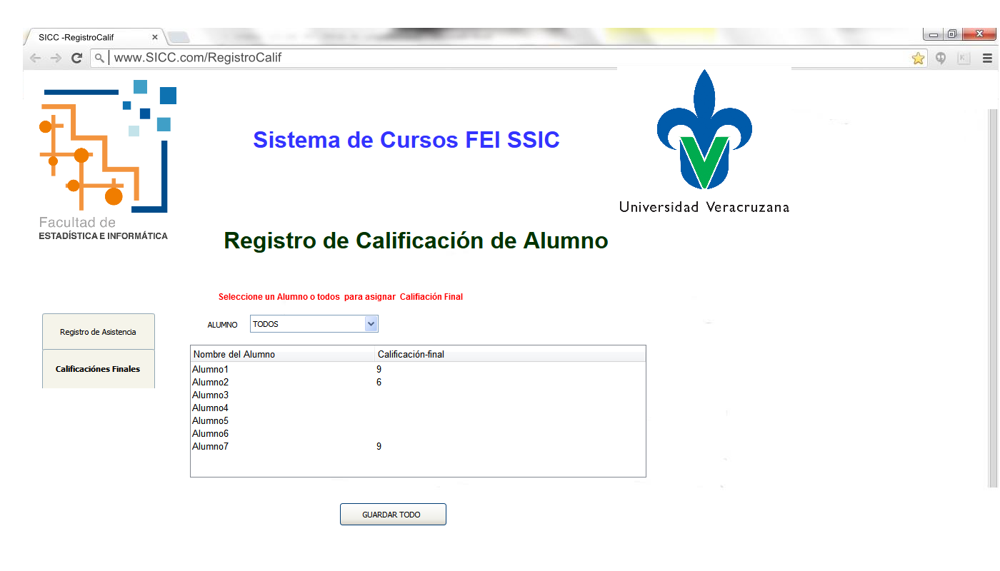 SICC -RegistroCalif ×
www.SICC.com/RegistroCalif
Sistema de Cursos FEI SSIC
Universidad Veracruzana
Facultad de
ESTADÍSTICA E INFORMÁTICA
Registro de Calificación de Alumno
Seleccione un Alumno o todos para asignar Califiación Final
ALUMNO TODOS
Registro de Asistencia
Calificaciónes Finales
Nombre del Alumno Calificación-final
Alumno1 9
Alumno2 6
Alumno3
Alumno4
Alumno5
Alumno6
Alumno7 9
GUARDAR TODO